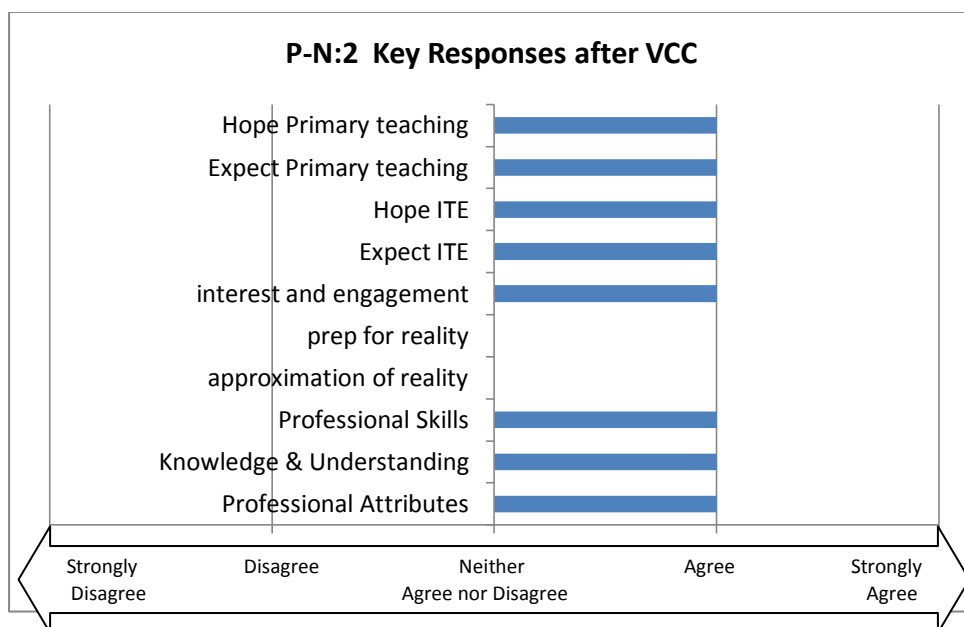 P-N:2 Key Responses after VCC
Hope Primary teaching
Expect Primary teaching
Hope ITE
Expect ITE
interest and engagement
prep for reality
approximation of reality
Professional Skills
Knowledge & Understanding
Professional Attributes
Strongly Disagree Neither Agree Strongly
Disagree Agree nor Disagree Agree